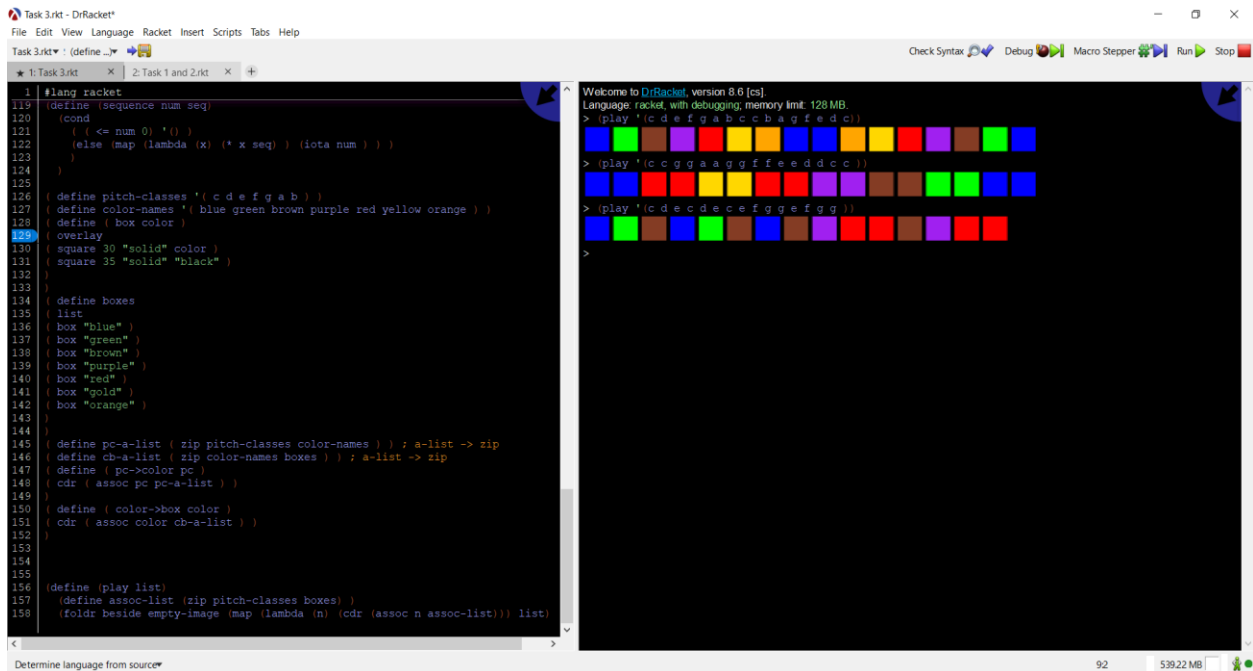 Task 3.rkt - DrRacket*
File Edit View Language Racket Insert Scripts Tabs Help
Task 3.rkt▾ : (define ...)▾
Check Syntax Debug Macro Stepper Run Stop
★ 1: Task 3.rkt × 2: Task 1 and 2.rkt × +
1 #lang racket
119 (define (sequence num seq)
120 (cond
121 ( ( <= num 0) '() )
122 (else (map (lambda (x) (* x seq) ) (iota num ) ) )
123 )
124 )
125
126 ( define pitch-classes '( c d e f g a b ) )
127 ( define color-names '( blue green brown purple red yellow orange ) )
128 ( define ( box color )
129 ( overlay
130 ( square 30 "solid" color )
131 ( square 35 "solid" "black" )
132 )
133 )
134 ( define boxes
135 ( list
136 ( box "blue" )
137 ( box "green" )
138 ( box "brown" )
139 ( box "purple" )
140 ( box "red" )
141 ( box "gold" )
142 ( box "orange" )
143 )
144 )
145 ( define pc-a-list ( zip pitch-classes color-names ) ) ; a-list -> zip
146 ( define cb-a-list ( zip color-names boxes ) ) ; a-list -> zip
147 ( define ( pc->color pc )
148 ( cdr ( assoc pc pc-a-list ) )
149 )
150 ( define ( color->box color )
151 ( cdr ( assoc color cb-a-list ) )
152 )
153
154
155
156 (define (play list)
157 (define assoc-list (zip pitch-classes boxes) )
158 (foldr beside empty-image (map (lambda (n) (cdr (assoc n assoc-list))) list)
Welcome to DrRacket, version 8.6 [cs].
Language: racket, with debugging; memory limit: 128 MB.
> (play '(c d e f g a b c c b a g f e d c))
> (play '(c c g g a a g g f f e e d d c c ))
> (play '(c d e c d e c e f g g e f g g ))
>
Determine language from source▾
9:2 539.22 MB